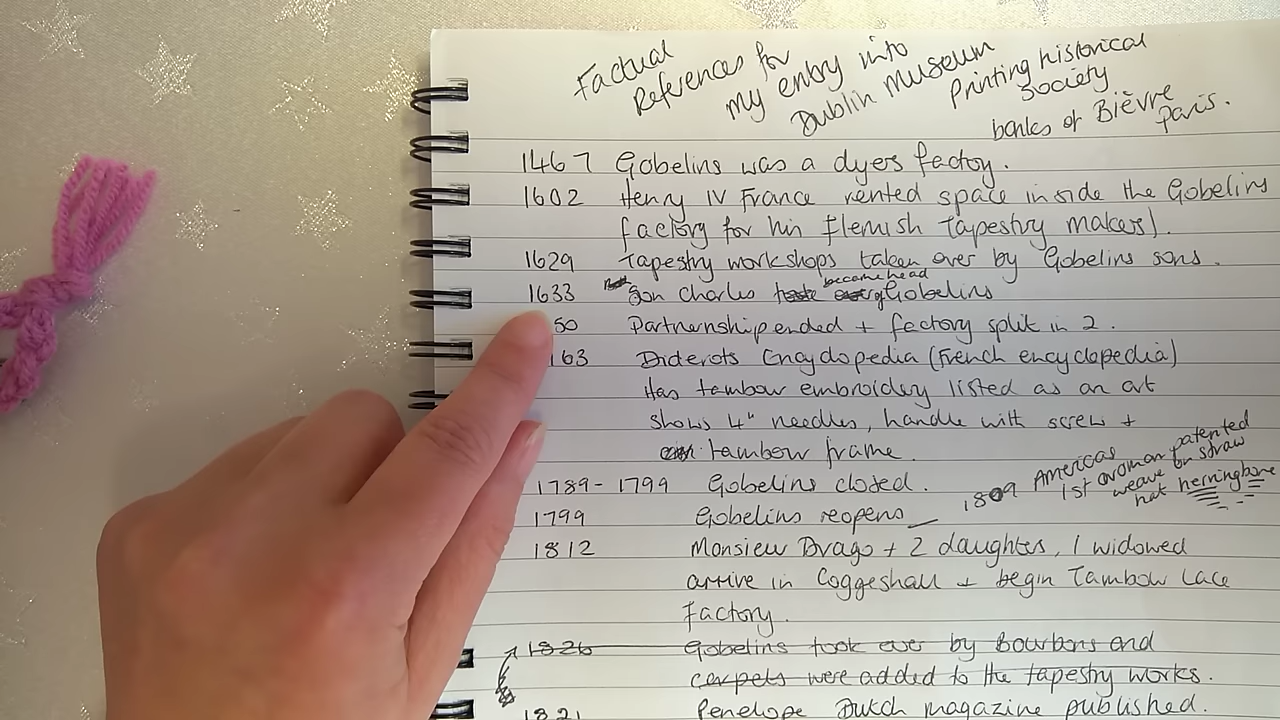 Factual
References for
my entry into
Dublin Museum
Printing historical
Society
banks of Bièvre
Paris.
1467 Gobelins was a dyers factory.
1602 Henry IV France rented space inside the Gobelins
factory for his flemish tapestry makers).
1629 Tapestry workshops taken over by Gobelins sons.
became head
1633 Son Charles of Gobelins
50 Partnership ended + factory split in 2.
63 Diderots Encyclopedia (French encyclopedia)
Has tambour embroidery listed as an art
shows 4" needles, handle with screw +
tambour frame.
1789-1799 Gobelins closed.
1799 Gobelins reopens
1809 Americas
1st woman patented
weave on straw
hat herringbone
1812 Monsieur Drago + 2 daughters, 1 widowed
arrive in Coggeshall + begin Tambour Lace
Factory.
1826 Gobelins took over by Bourbons and
carpets were added to the tapestry works.
1821 Penelope Dutch magazine published.